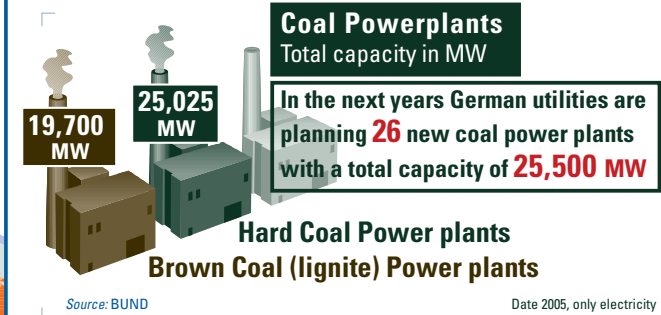 Coal Powerplants
Total capacity in MW
25,025
MW
19,700
MW
In the next years German utilities are
planning 26 new coal power plants
with a total capacity of 25,500 MW
Hard Coal Power plants
Brown Coal (lignite) Power plants
Source: BUND
Date 2005, only electricity